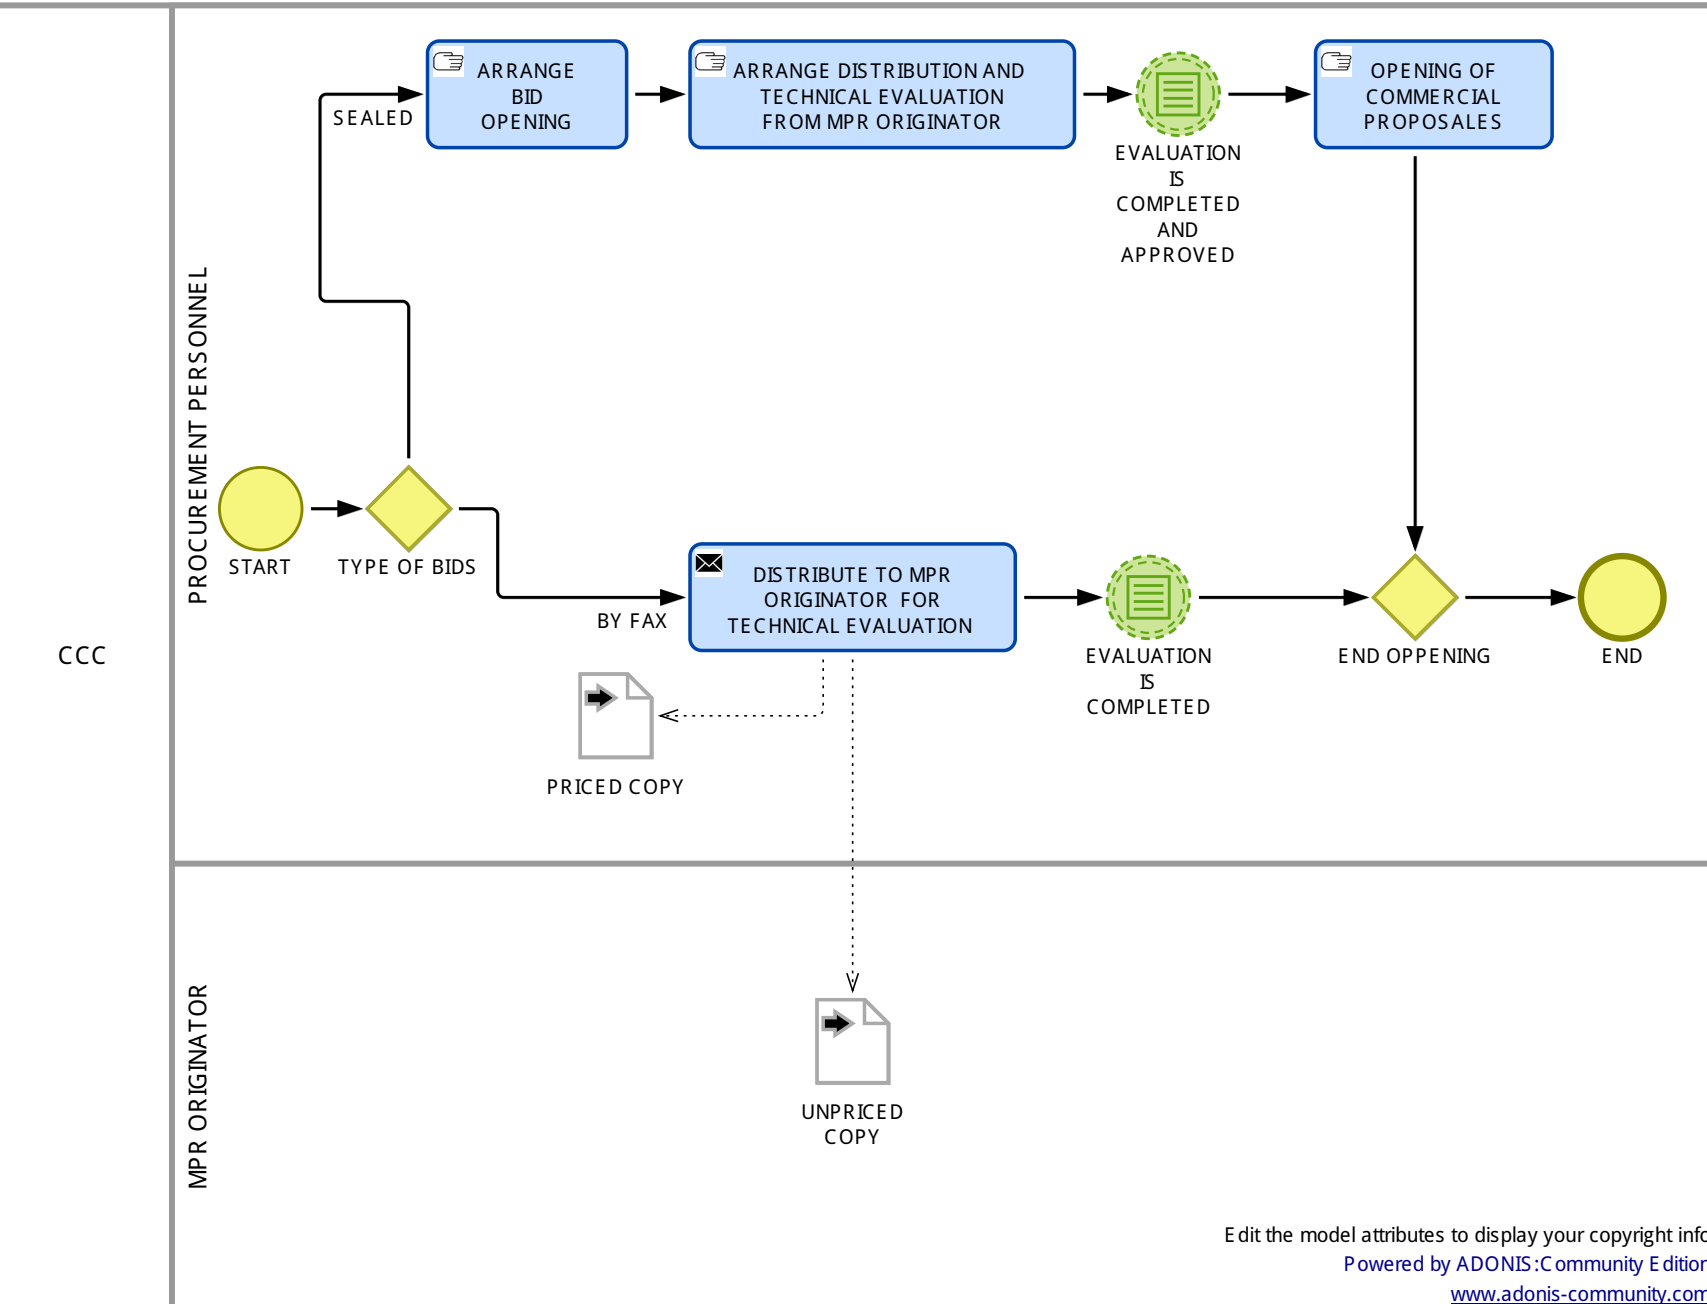 ARRANGE
BID
OPENING
ARRANGE DISTRIBUTION AND
TECHNICAL EVALUATION
FROM MPR ORIGINATOR
OPENING OF
COMMERCIAL
PROPOSALES
SEALED
EVALUATION
IS
COMPLETED
AND
APPROVED
PROCUREMENT PERSONNEL
START
TYPE OF BIDS
BY FAX
DISTRIBUTE TO MPR
ORIGINATOR FOR
TECHNICAL EVALUATION
EVALUATION
IS
COMPLETED
END OPPENING
END
CCC
PRICED COPY
MPR ORIGINATOR
UNPRICED
COPY
Edit the model attributes to display your copyright info
Powered by ADONIS:Community Edition
www.adonis-community.com